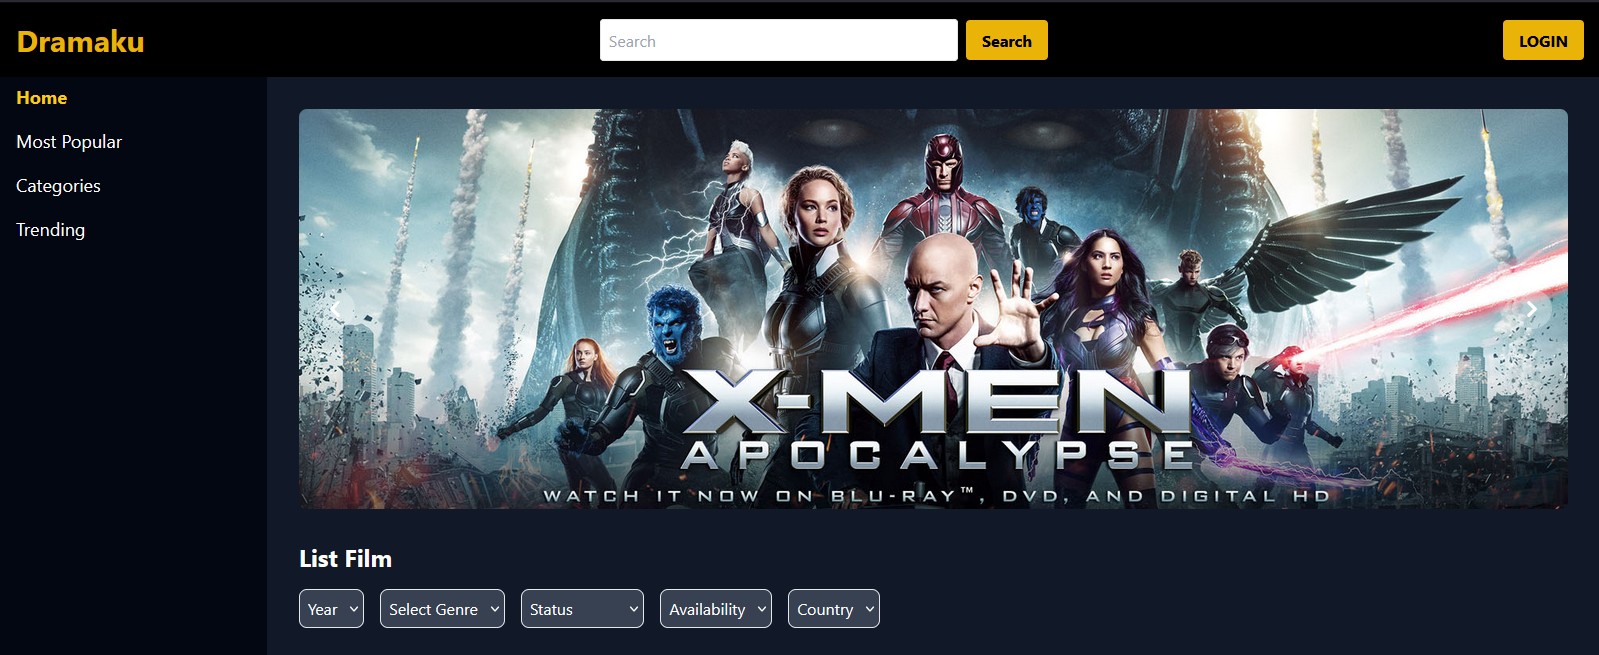 Dramaku
Search
Search
LOGIN
Home
Most Popular
Categories
Trending
X-MEN
APOCALYPSE
WATCH IT NOW ON BLU-RAY™, DVD, AND DIGITAL HD
List Film
Year
Select Genre
Status
Availability
Country